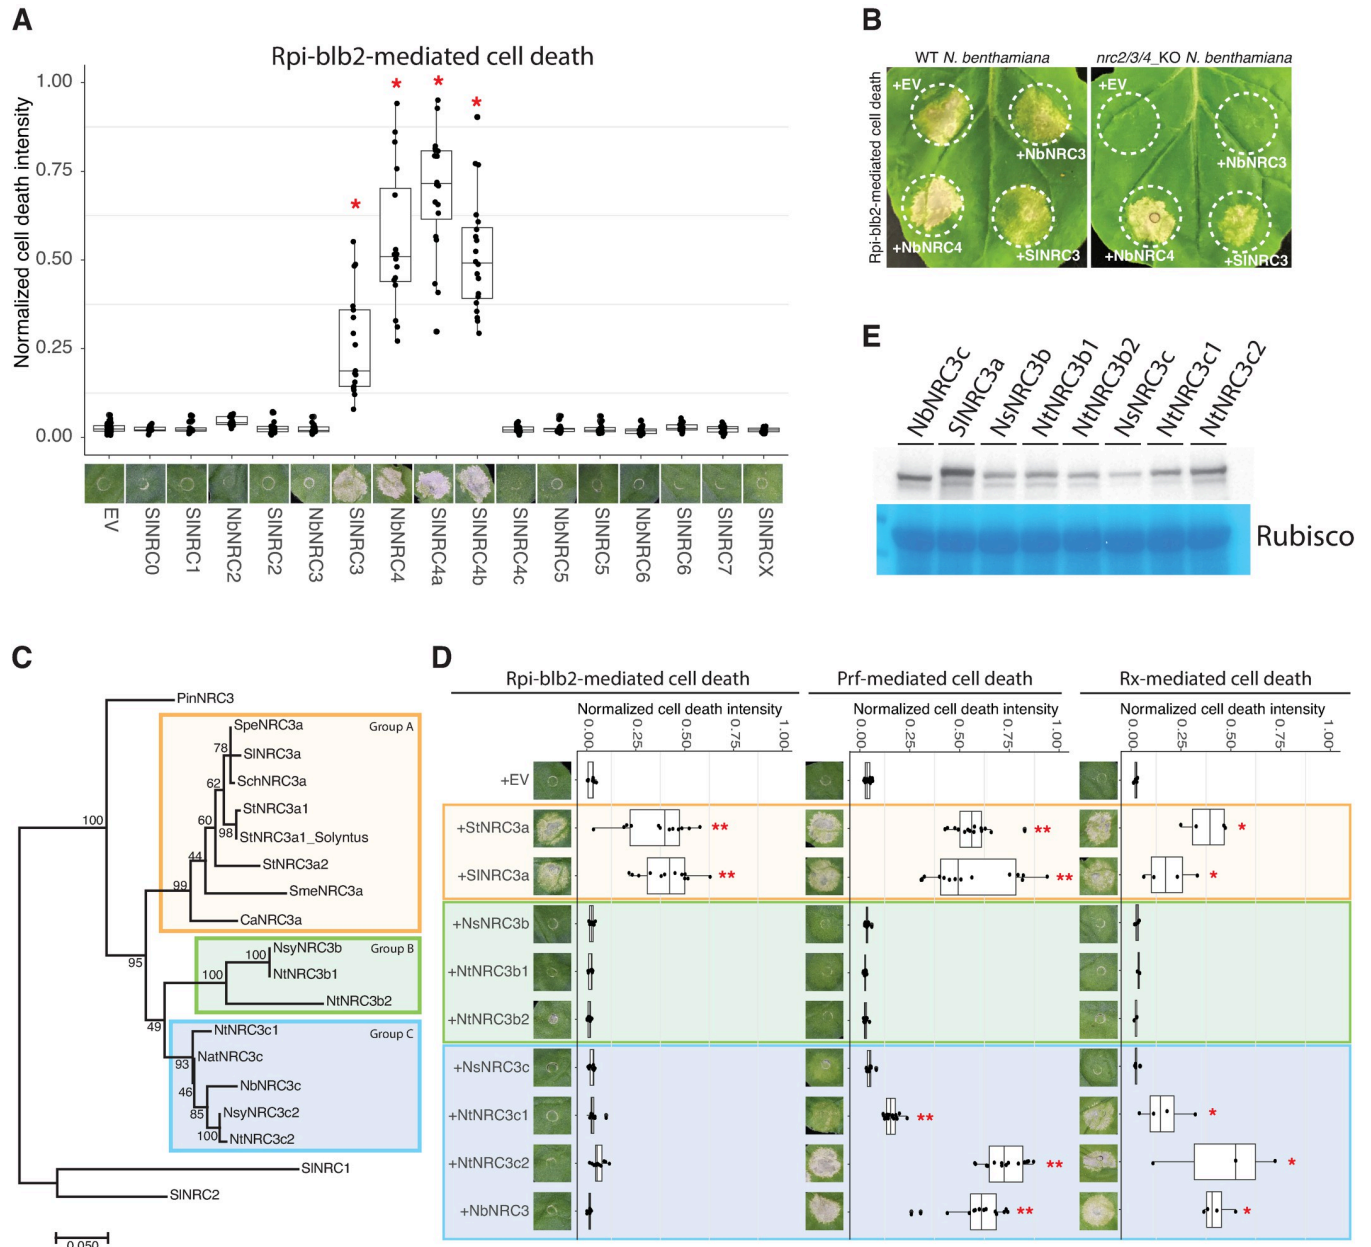 A
Rpi-blb2-mediated cell death
Normalized cell death intensity
1.00
0.75
0.50
0.25
0.00
* * * *
EV SlNRC0 SlNRC1 NbNRC2 SlNRC2 NbNRC3 SlNRC3 NbNRC4 SlNRC4a SlNRC4b SlNRC4c NbNRC5 SlNRC5 NbNRC6 SlNRC6 SlNRC7 SlNRCX
B
WT N. benthamiana
nrc2/3/4_KO N. benthamiana
Rpi-blb2-mediated cell death
+EV
+NbNRC3
+NbNRC4
+SlNRC3
+EV
+NbNRC3
+NbNRC4
+SlNRC3
E
NbNRC3c SlNRC3a NsNRC3b NtNRC3b1 NtNRC3b2 NsNRC3c NtNRC3c1 NtNRC3c2
Rubisco
C
PinNRC3
Group A
SpeNRC3a
78
SlNRC3a
62
SchNRC3a
StNRC3a1
60
98
StNRC3a1_Solyntus
44
StNRC3a2
99
SmeNRC3a
CaNRC3a
100
95
Group B
NsyNRC3b
100
NtNRC3b1
100
NtNRC3b2
49
Group C
NtNRC3c1
NatNRC3c
93
NbNRC3c
46
85
NsyNRC3c2
100
NtNRC3c2
SlNRC1
SlNRC2
0.050
D
Rpi-blb2-mediated cell death
Prf-mediated cell death
Rx-mediated cell death
Normalized cell death intensity
Normalized cell death intensity
Normalized cell death intensity
0.00 0.25 0.50 0.75 1.00
0.00 0.25 0.50 0.75 1.00
0.00 0.25 0.50 0.75 1.00
+EV
+StNRC3a ** ** *
+SlNRC3a ** ** *
+NsNRC3b
+NtNRC3b1
+NtNRC3b2
+NsNRC3c
+NtNRC3c1 ** *
+NtNRC3c2 ** *
+NbNRC3 ** *